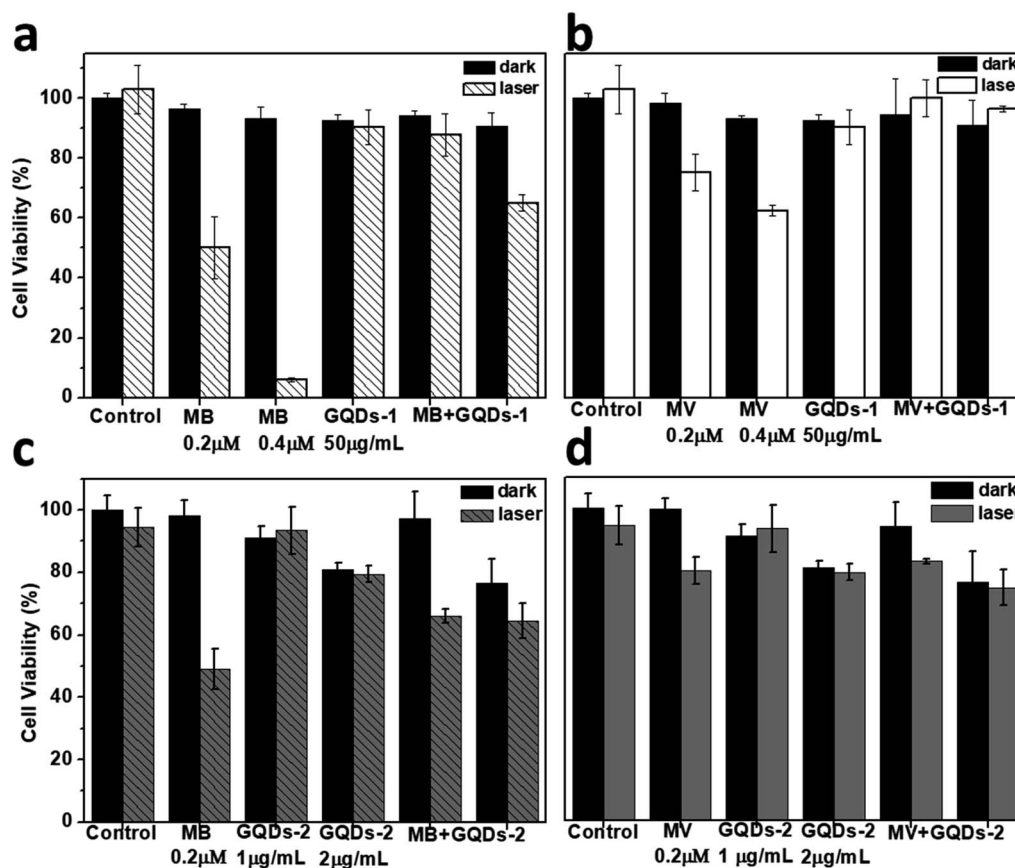 a
dark
laser
Cell Viability (%)
100
80
60
40
20
0
Control MB MB GQDs-1 MB+GQDs-1
0.2μM 0.4μM 50μg/mL
b
dark
laser
Control MV MV GQDs-1 MV+GQDs-1
0.2μM 0.4μM 50μg/mL
c
dark
laser
Cell Viability (%)
100
80
60
40
20
0
Control MB GQDs-2 GQDs-2 MB+GQDs-2
0.2μM 1μg/mL 2μg/mL
d
dark
laser
Control MV GQDs-2 GQDs-2 MV+GQDs-2
0.2μM 1 μg/mL 2μg/mL